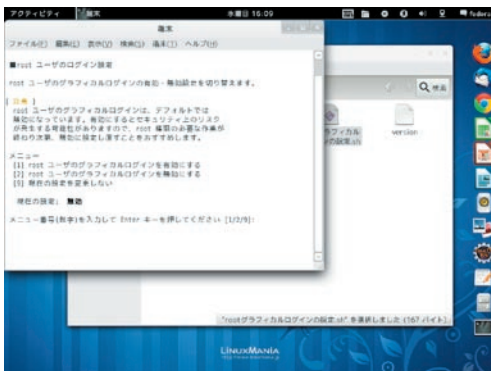 アクティビティ 端末 水曜日 16:09 fedora
端末
ファイル(F) 編集(E) 表示(V) 検索(S) 端末(T) ヘルプ(H)
■root ユーザのログイン設定
root ユーザのグラフィカルログインの有効・無効設定を切り替えます。
[ 注意 ]
root ユーザのグラフィカルログインは、デフォルトでは
無効になっています。有効にするとセキュリティ上のリスク
が発生する可能性がありますので、root 権限の必要な作業が
終わり次第、無効に設定し戻すことをおすすめします。
メニュー
[1] root ユーザのグラフィカルログインを有効にする
[2] root ユーザのグラフィカルログインを無効にする
[9] 現在の設定を変更しない
現在の設定: 無効
メニュー番号(数字)を入力して Enter キーを押してください [1/2/9]:
検索
ラフィカル
の設定.sh
version
"rootグラフィカルログインの設定.sh" を選択しました (167 バイト)
LINUXMANIA